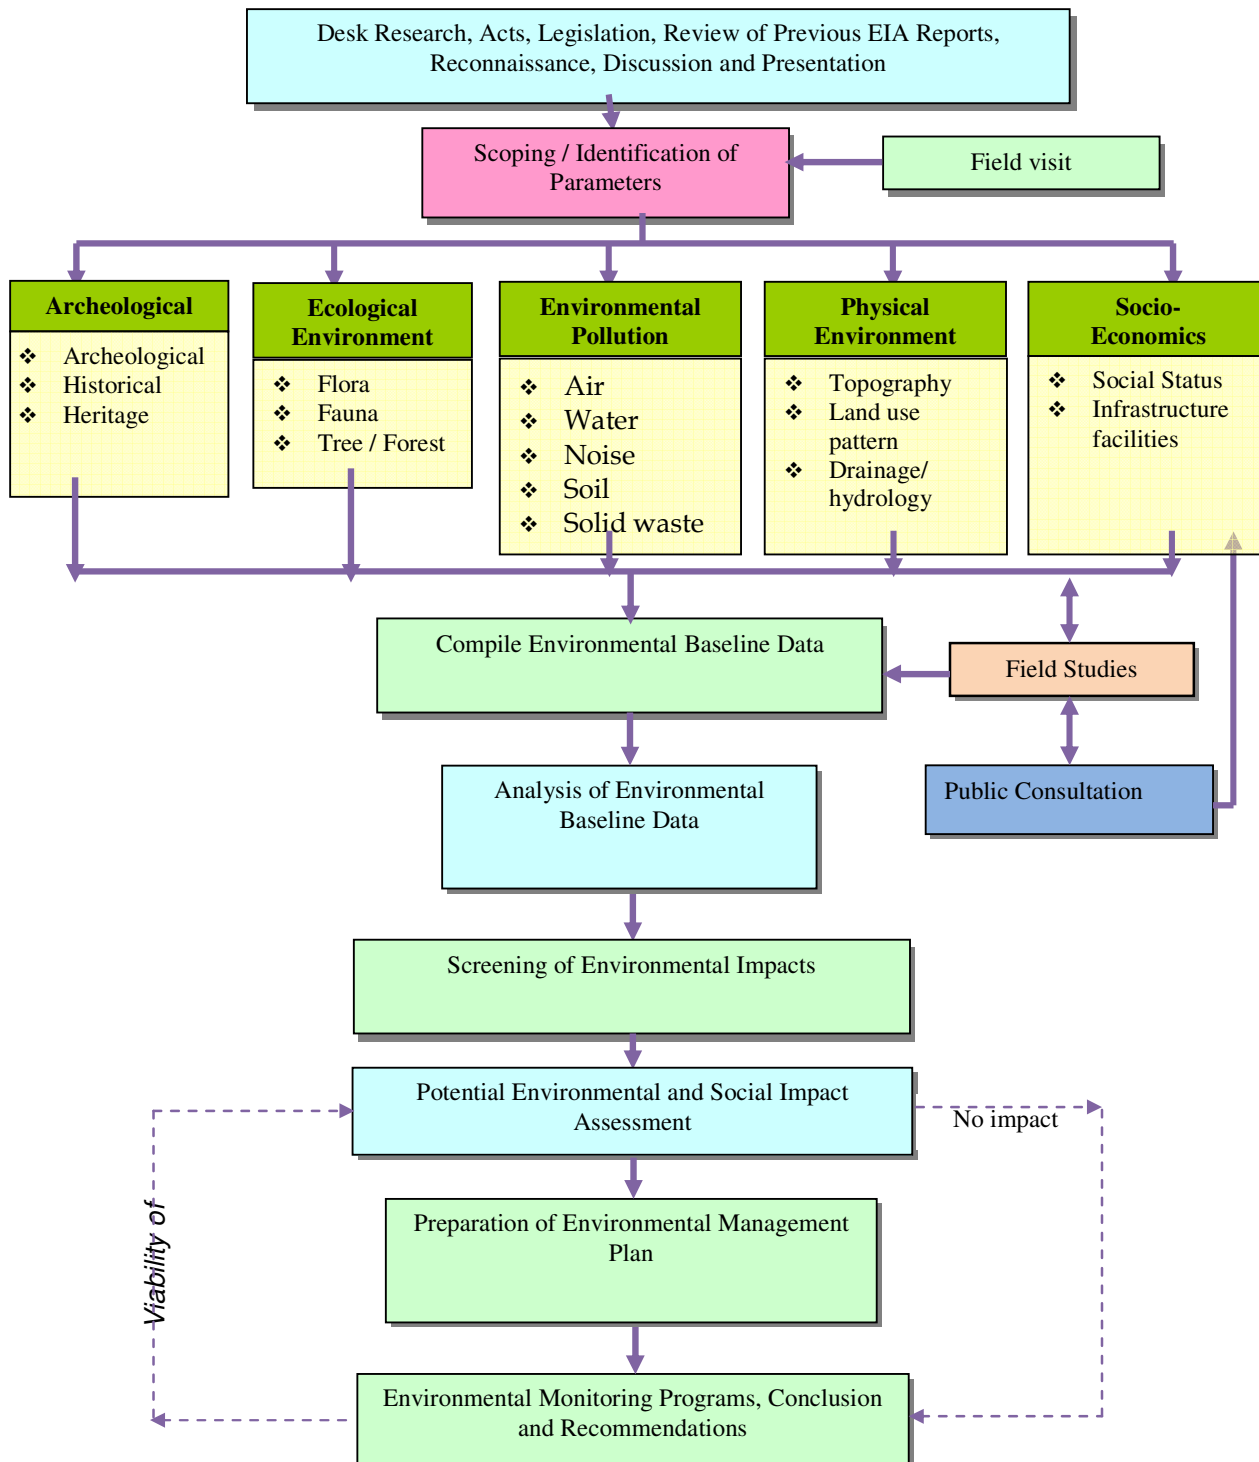 Desk Research, Acts, Legislation, Review of Previous EIA Reports,
Reconnaissance, Discussion and Presentation
Scoping / Identification of
Parameters
Field visit
Archeological
❖ Archeological
❖ Historical
❖ Heritage
Ecological
Environment
❖ Flora
❖ Fauna
❖ Tree / Forest
Environmental
Pollution
❖ Air
❖ Water
❖ Noise
❖ Soil
❖ Solid waste
Physical
Environment
❖ Topography
❖ Land use
pattern
❖ Drainage/
hydrology
Socio-
Economics
❖ Social Status
❖ Infrastructure
facilities
Compile Environmental Baseline Data
Field Studies
Analysis of Environmental
Baseline Data
Public Consultation
Screening of Environmental Impacts
Potential Environmental and Social Impact
Assessment
No impact
Viability of
Preparation of Environmental Management
Plan
Environmental Monitoring Programs, Conclusion
and Recommendations